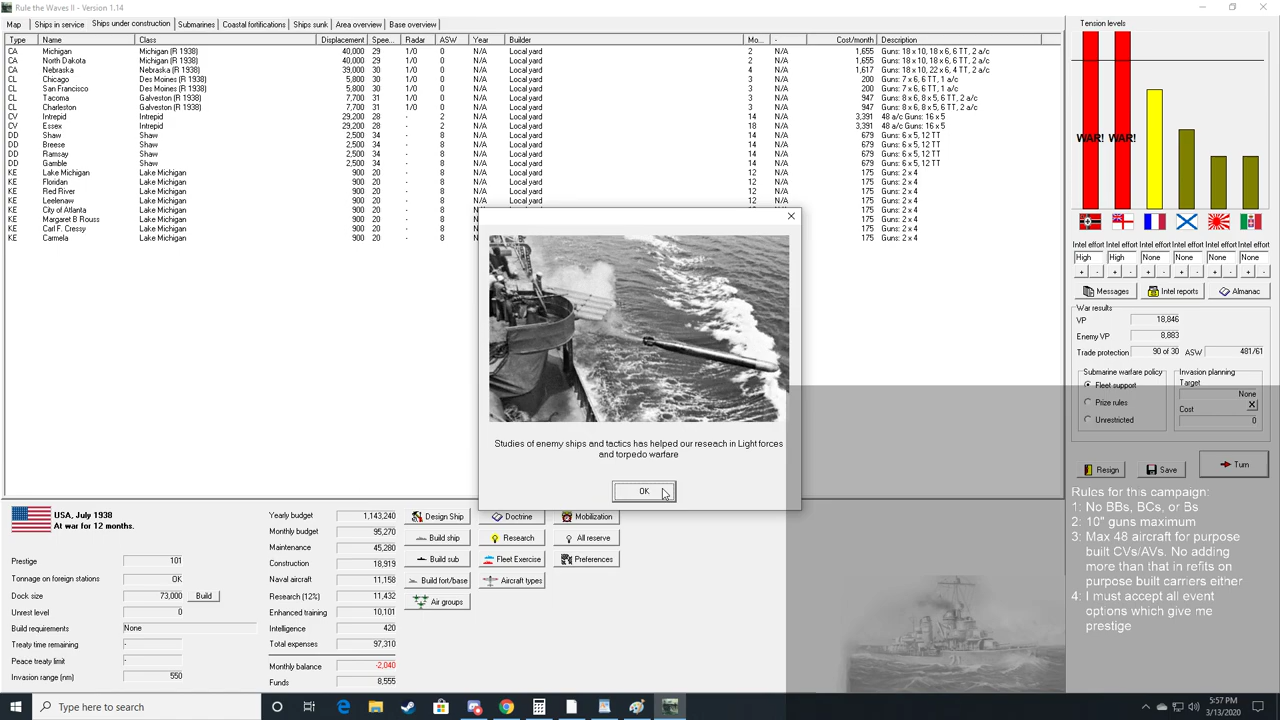 Rule the Waves II - Version 1.14
Map Ships in service Ships under construction Submarines Coastal fortifications Ships sunk Area overview Base overview
Type Name Class Displacement Spee... Radar ASW Year Builder Mo... - Cost/month Description
CA Michigan Michigan (R 1938) 40,000 29 1/0 N/A Local yard 2 N/A 1,655 Guns: 18 x 10, 18 x 6, 6 TT, 2 a/c
CA North Dakota Michigan (R 1938) 40,000 29 1/0 N/A Local yard 2 N/A 1,655 Guns: 18 x 10, 18 x 6, 6 TT, 2 a/c
CA Nebraska Nebraska (R 1938) 39,000 30 1/0 N/A Local yard 4 N/A 1,617 Guns: 18 x 10, 22 x 6, 4 TT, 2 a/c
CL Chicago Des Moines (R 1938) 5,800 30 1/0 N/A Local yard 3 N/A 200 Guns: 7 x 6, 6 TT, 1 a/c
CL San Francisco Des Moines (R 1938) 5,800 30 1/0 N/A Local yard 3 N/A 200 Guns: 7 x 6, 6 TT, 1 a/c
CL Tacoma Galveston (R 1938) 7,700 31 1/0 N/A Local yard 3 N/A 947 Guns: 8 x 6, 8 x 5, 6 TT, 2 a/c
CL Charleston Galveston (R 1938) 7,700 31 1/0 N/A Local yard 3 N/A 947 Guns: 8 x 6, 8 x 5, 6 TT, 2 a/c
CV Intrepid Intrepid 29,200 28 - 2 N/A Local yard 14 N/A 3,391 48 a/c Guns: 16 x 5
CV Essex Intrepid 29,200 28 - 2 N/A Local yard 18 N/A 3,391 48 a/c Guns: 16 x 5
DD Shaw Shaw 2,500 34 - 8 N/A Local yard 14 N/A 679 Guns: 6 x 5, 12 TT
DD Breese Shaw 2,500 34 - 8 N/A Local yard 14 N/A 679 Guns: 6 x 5, 12 TT
DD Ramsay Shaw 2,500 34 - 8 N/A Local yard 14 N/A 679 Guns: 6 x 5, 12 TT
DD Gamble Shaw 2,500 34 - 8 N/A Local yard 14 N/A 679 Guns: 6 x 5, 12 TT
KE Lake Michigan Lake Michigan 900 20 - 8 N/A Local yard 12 N/A 175 Guns: 2 x 4
KE Floridan Lake Michigan 900 20 - 8 N/A Local yard 12 N/A 175 Guns: 2 x 4
KE Red River Lake Michigan 900 20 - 8 N/A Local yard 12 N/A 175 Guns: 2 x 4
KE Leelenaw Lake Michigan 900 20 - 8 N/A Local yard 12 N/A 175 Guns: 2 x 4
KE City of Atlanta Lake Michigan 900 20 - 8 175 Guns: 2 x 4
KE Margaret B Rouss Lake Michigan 900 20 - 8 175 Guns: 2 x 4
KE Carl F. Cressy Lake Michigan 900 20 - 8 175 Guns: 2 x 4
KE Carmela Lake Michigan 900 20 - 8 175 Guns: 2 x 4
Studies of enemy ships and tactics has helped our reseach in Light forces
and torpedo warfare
OK
Tension levels
WAR! WAR!
Intel effort Intel effort Intel effort Intel effort Intel effort Intel effort
High High None None None None
+ - + - + - + - + - + -
Messages Intel reports Almanac
War results
VP 18,846
Enemy VP 8,883
Trade protection 90 of 30 ASW 481/61
Submarine warfare policy
Fleet support
Prize rules
Unrestricted
Invasion planning
Target
None
Cost X
0
Resign Save Turn
Rules for this campaign:
1: No BBs, BCs, or Bs
2: 10" guns maximum
3: Max 48 aircraft for purpose
built CVs/AVs. No adding
more than that in refits on
purpose built carriers either
4: I must accept all event
options which give me
prestige
USA, July 1938
At war for 12 months.
Prestige 101
Tonnage on foreign stations OK
Dock size 73,000 Build
Unrest level 0
Build requirements None
Treaty time remaining -
Peace treaty limit -
Invasion range (nm) 550
Yearly budget 1,143,240
Monthly budget 95,270
Maintenance 45,280
Construction 18,919
Naval aircraft 11,158
Research (12%) 11,432
Enhanced training 10,101
Intelligence 420
Total expenses 97,310
Monthly balance -2,040
Funds 8,555
Design Ship Doctrine Mobilization
Build ship Research All reserve
Build sub Fleet Exercise Preferences
Build fort/base Aircraft types
Air groups
Type here to search
5:57 PM
3/13/2020